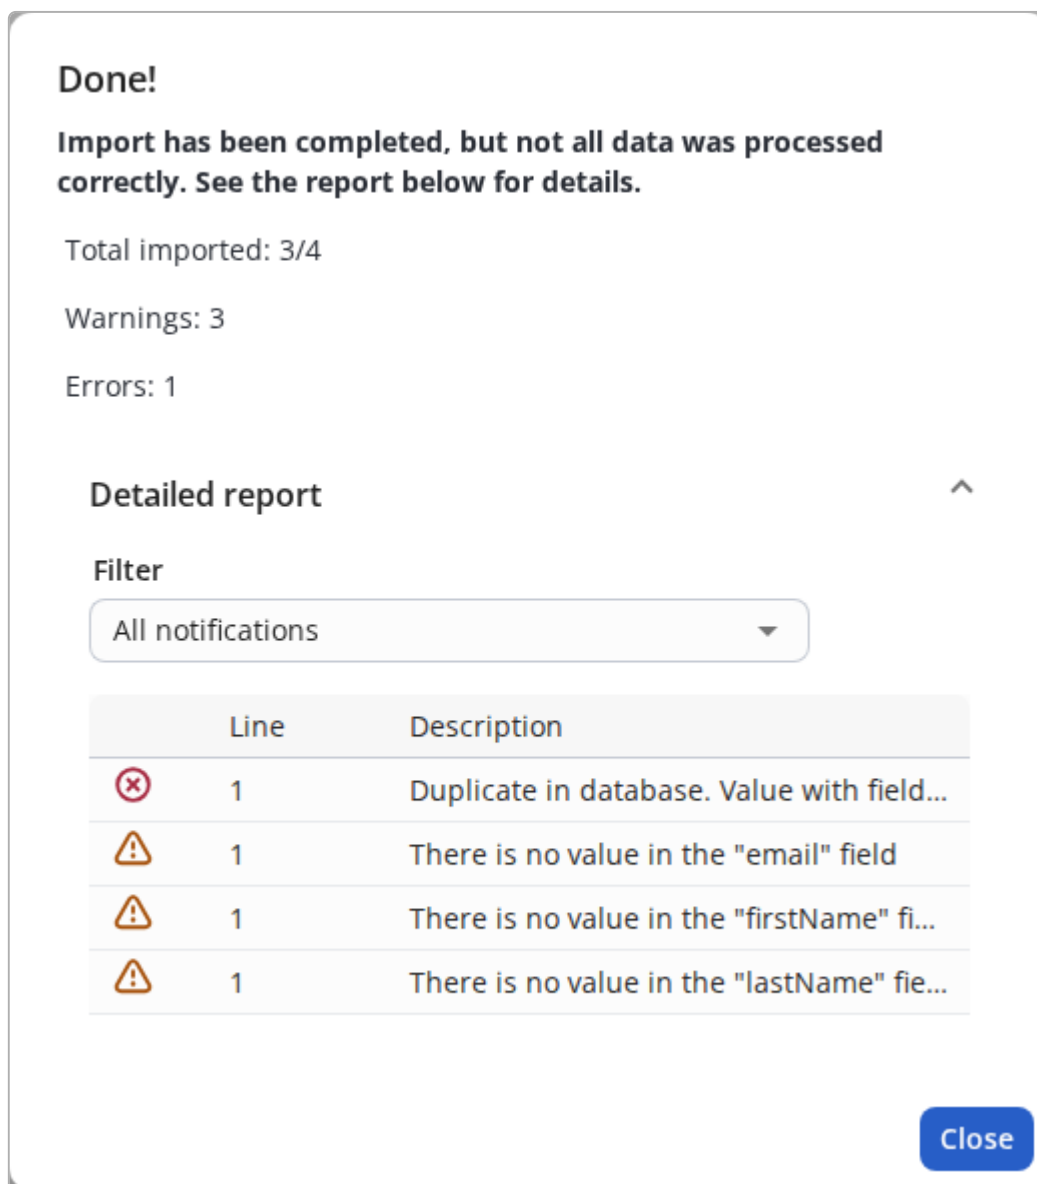 Done!
Import has been completed, but not all data was processed
correctly. See the report below for details.
Total imported: 3/4
Warnings: 3
Errors: 1
Detailed report
Filter
All notifications
Line Description
1 Duplicate in database. Value with field...
1 There is no value in the "email" field
1 There is no value in the "firstName" fi...
1 There is no value in the "lastName" fie...
Close